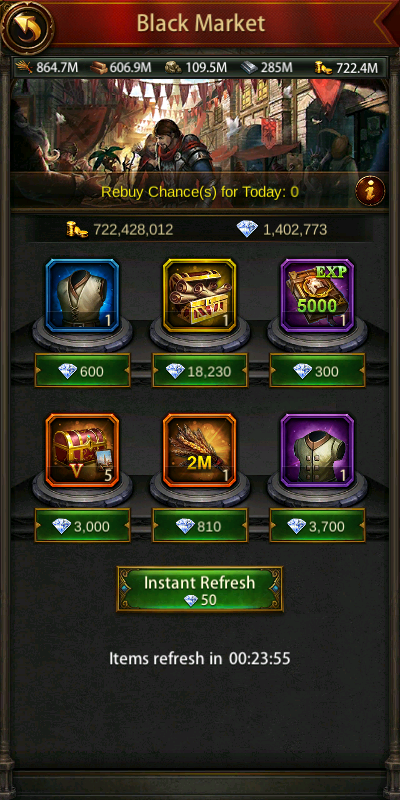 Black Market
864.7M 606.9M 109.5M 285M 722.4M
Rebuy Chance(s) for Today: 0
i
722,428,012 1,402,773
EXP
5000
1 1 1
600 18,230 300
V 5 2M 1 1
3,000 810 3,700
Instant Refresh
50
Items refresh in 00:23:55